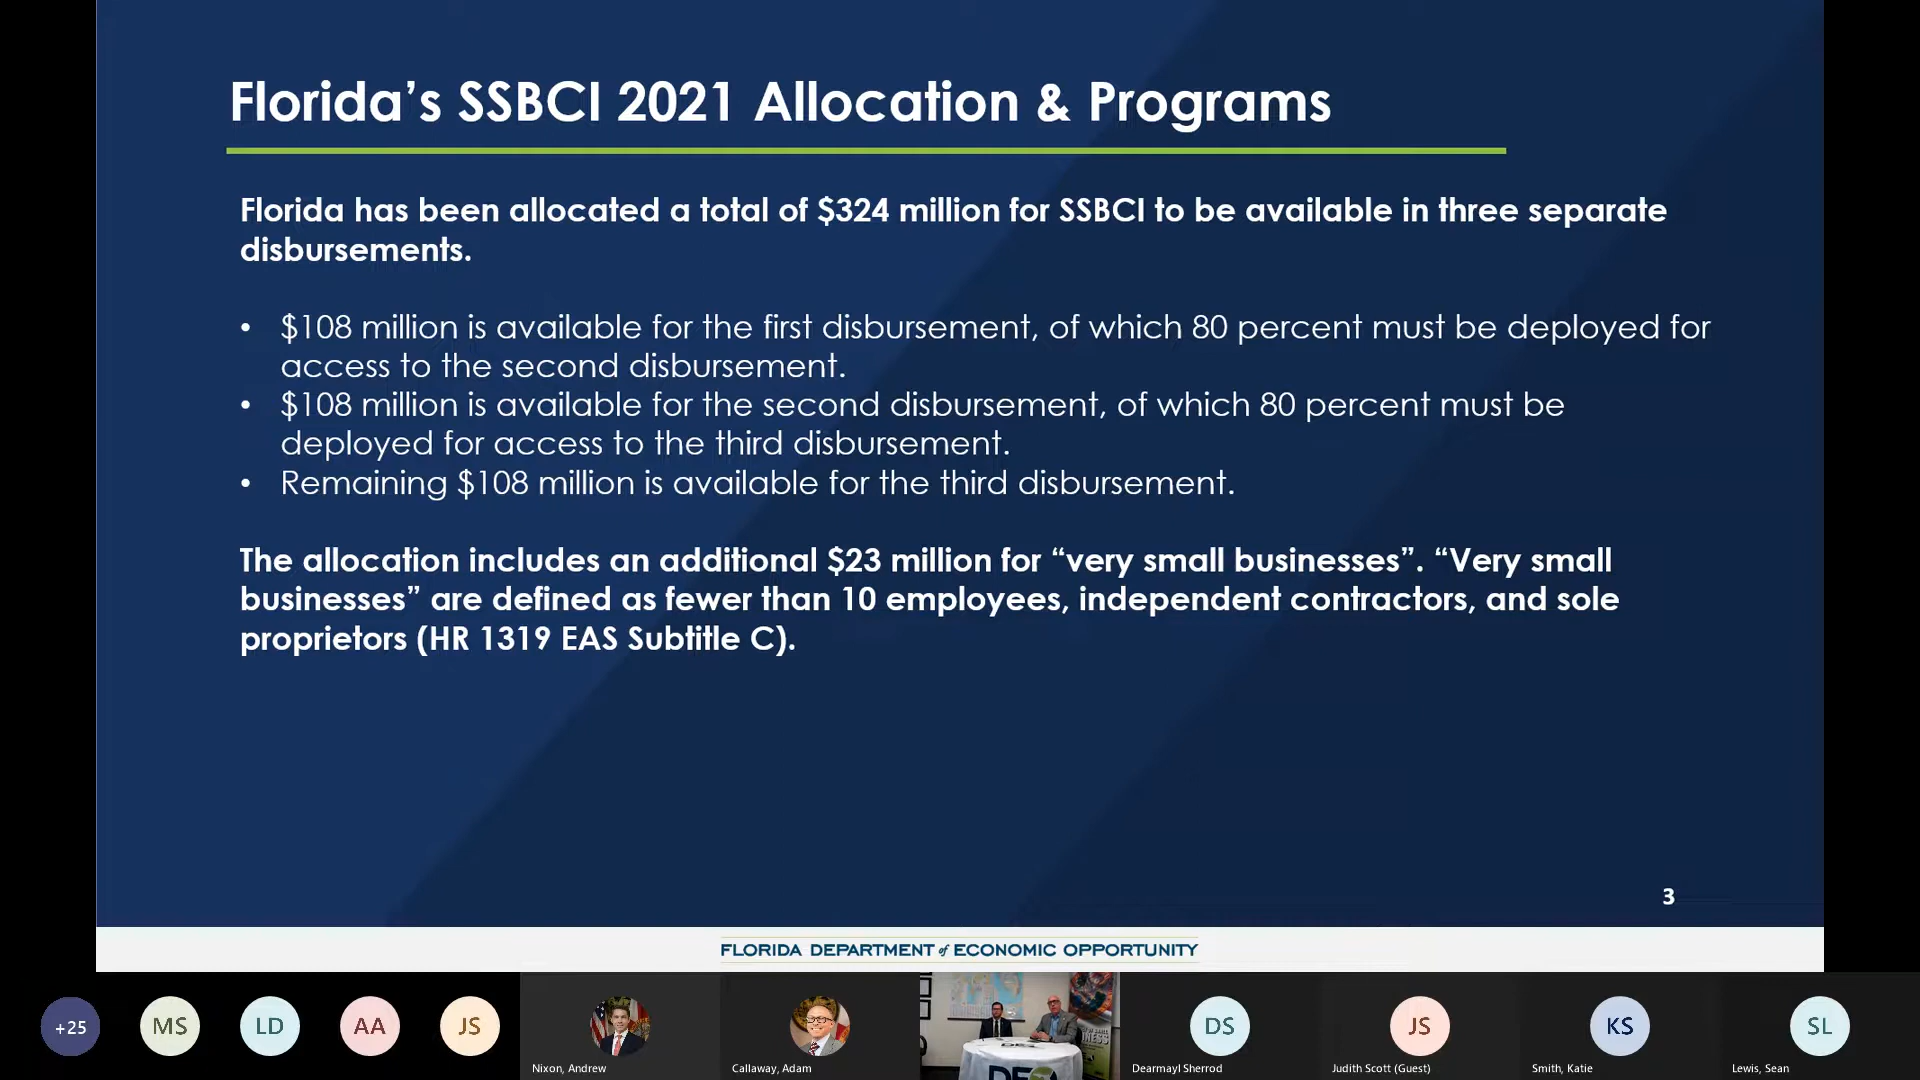 Florida’s SSBCI 2021 Allocation & Programs
Florida has been allocated a total of $324 million for SSBCI to be available in three separate
disbursements.
• $108 million is available for the first disbursement, of which 80 percent must be deployed for
access to the second disbursement.
• $108 million is available for the second disbursement, of which 80 percent must be
deployed for access to the third disbursement.
• Remaining $108 million is available for the third disbursement.
The allocation includes an additional $23 million for “very small businesses”. “Very small
businesses” are defined as fewer than 10 employees, independent contractors, and sole
proprietors (HR 1319 EAS Subtitle C).
3
FLORIDA DEPARTMENT of ECONOMIC OPPORTUNITY
+25 MS LD AA JS DS JS KS SL
Nixon, Andrew Callaway, Adam Dearmayl Sherrod Judith Scott (Guest) Smith, Katie Lewis, Sean